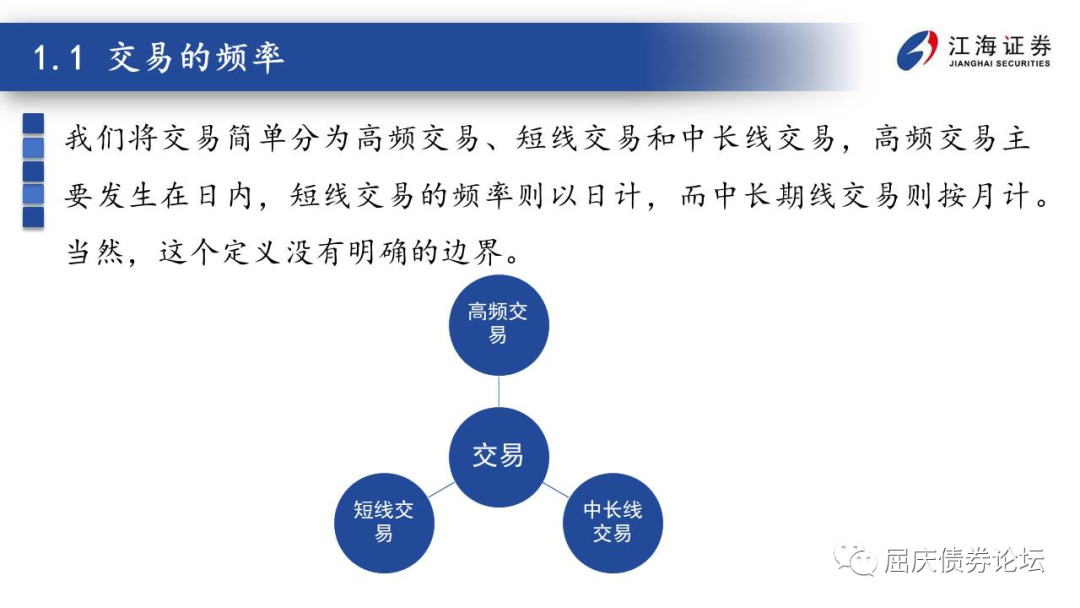 1.1 交易的频率
江海证券
JIANGHAI SECURITIES
我们将交易简单分为高频交易、短线交易和中长线交易，高频交易主
要发生在日内，短线交易的频率则以日计，而中长期线交易则按月计。
当然，这个定义没有明确的边界。
高频交
易
交易
短线交
易
中长线
交易
屈庆债券论坛